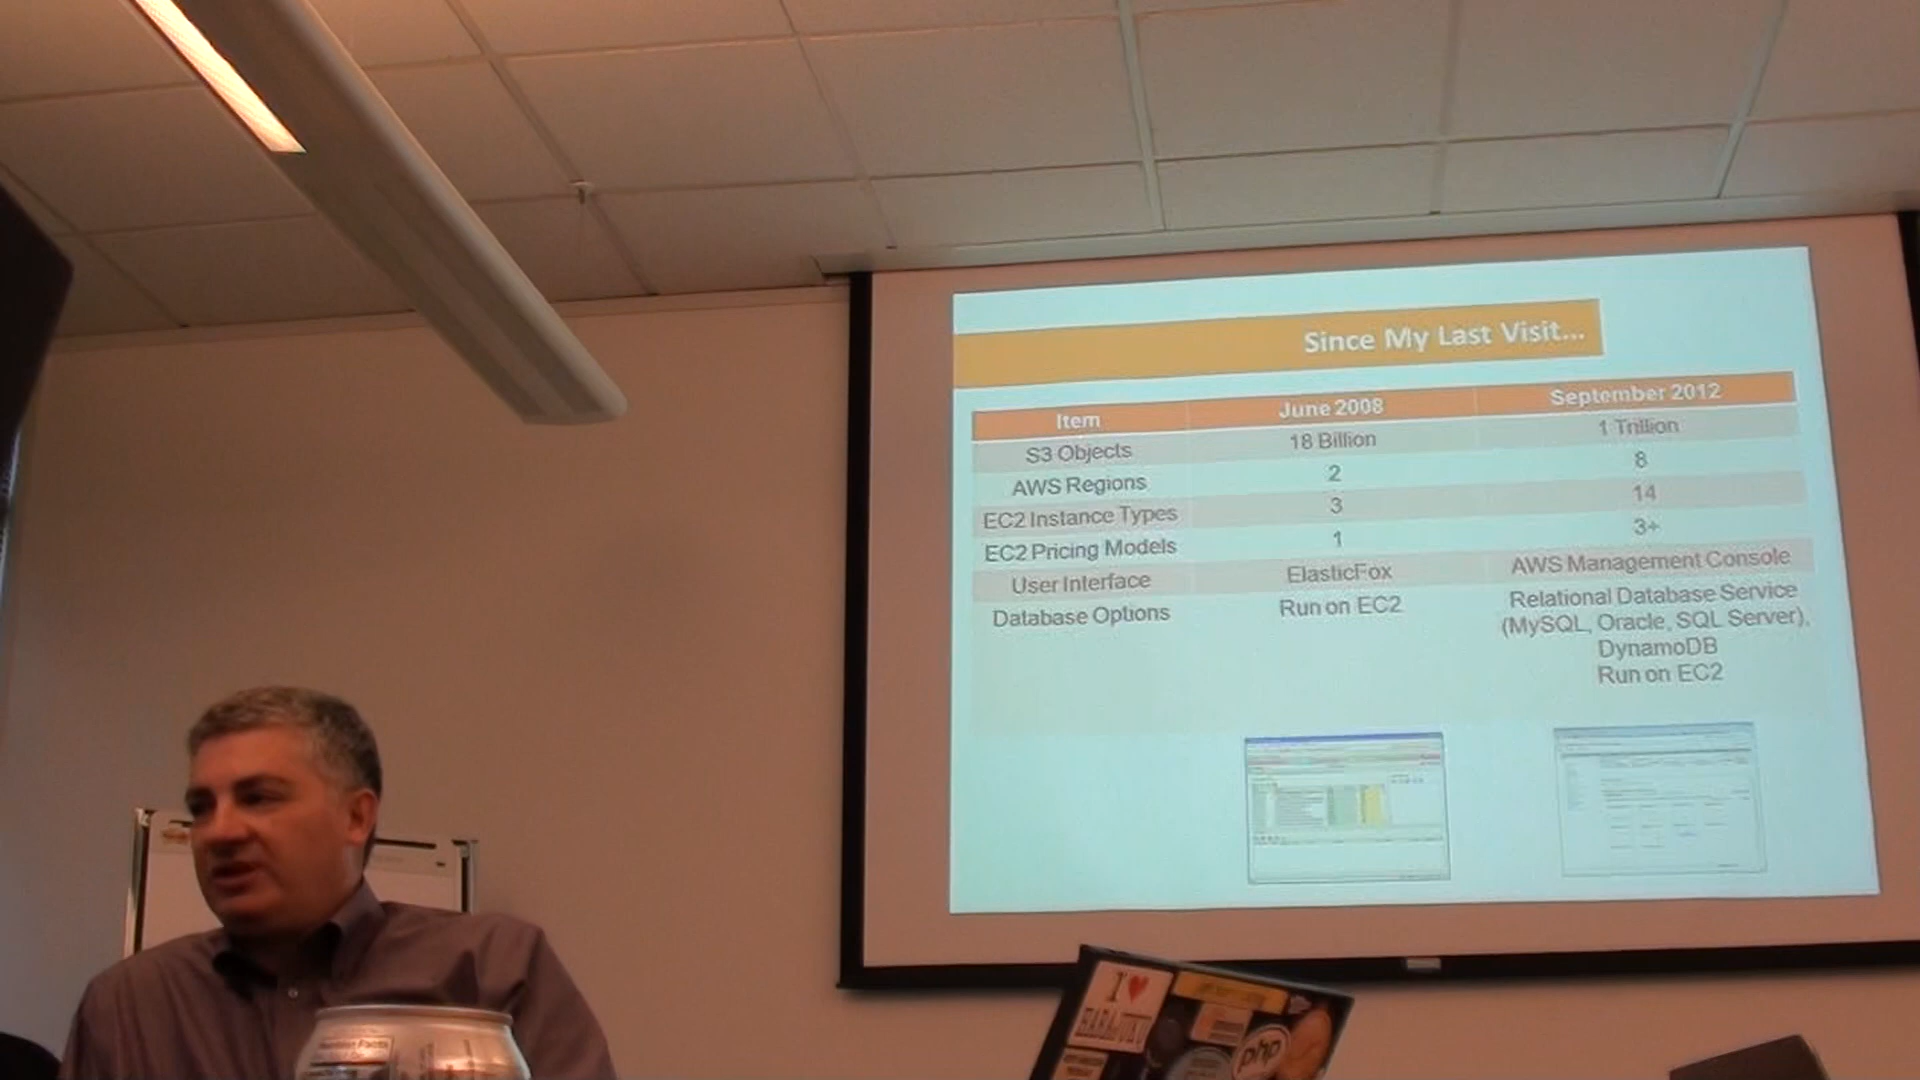 Since My Last Visit...
Item June 2008 September 2012
S3 Objects 18 Billion 1 Trillion
AWS Regions 2 8
EC2 Instance Types 3 14
EC2 Pricing Models 1 3+
User Interface ElasticFox AWS Management Console
Database Options Run on EC2 Relational Database Service
(MySQL, Oracle, SQL Server),
DynamoDB
Run on EC2
I
php
Nutrition Facts